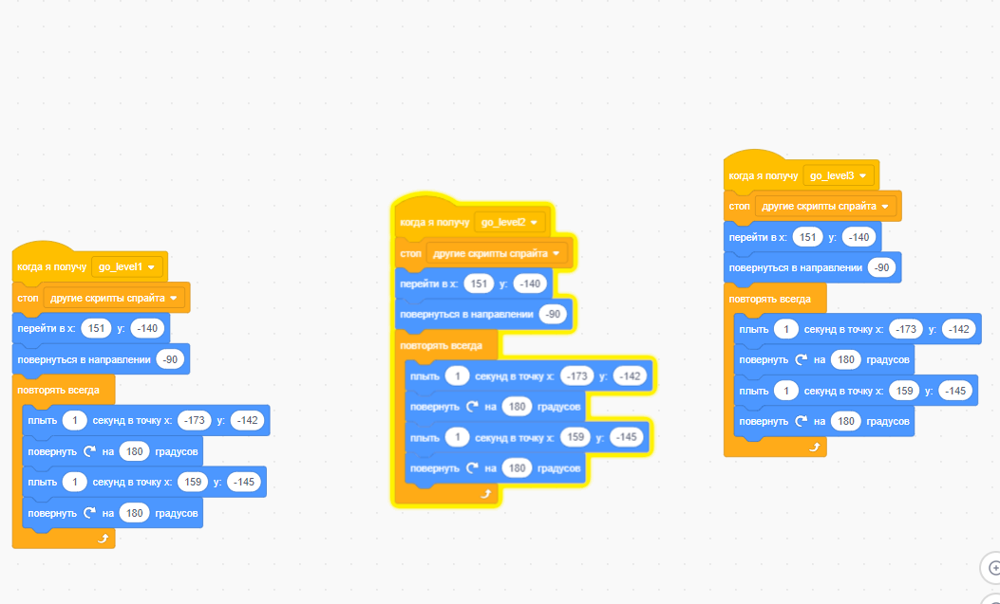 когда я получу go_level1
стоп другие скрипты спрайта
перейти в x: 151 y: -140
повернуться в направлении -90
повторять всегда
плыть 1 секунд в точку x: -173 y: -142
повернуть на 180 градусов
плыть 1 секунд в точку x: 159 y: -145
повернуть на 180 градусов
когда я получу go_level2
стоп другие скрипты спрайта
перейти в x: 151 y: -140
повернуться в направлении -90
повторять всегда
плыть 1 секунд в точку x: -173 y: -142
повернуть на 180 градусов
плыть 1 секунд в точку x: 159 y: -145
повернуть на 180 градусов
когда я получу go_level3
стоп другие скрипты спрайта
перейти в x: 151 y: -140
повернуться в направлении -90
повторять всегда
плыть 1 секунд в точку x: -173 y: -142
повернуть на 180 градусов
плыть 1 секунд в точку x: 159 y: -145
повернуть на 180 градусов